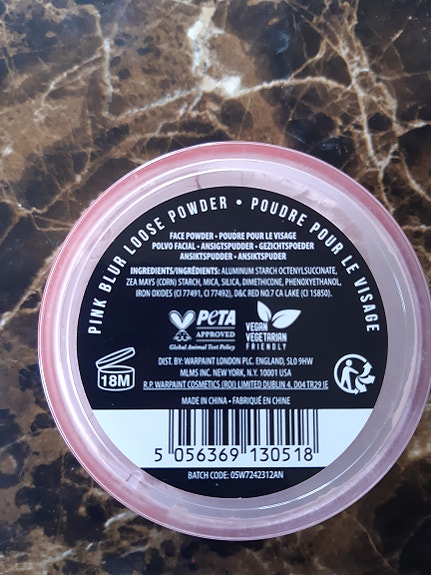 PINK BLUR LOOSE POWDER • POUDRE POUR LE VISAGE
FACE POWDER • POUDRE POUR LE VISAGE
POLVO FACIAL • ANSIGTSPUDDER • GEZICHTSPOEDER
ANSIKTSPUDDER • ANSIKTSPUDER
INGREDIENTS/INGRÉDIENTS: ALUMINUM STARCH OCTENYLSUCCINATE,
ZEA MAYS (CORN) STARCH, MICA, SILICA, DIMETHICONE, PHENOXYETHANOL,
IRON OXIDES (CI 77491, CI 77492), D&C RED NO.7 CA LAKE (CI 15850).
PETA
APPROVED
Global Animal Test Policy
VEGAN
VEGETARIAN
FRIENDLY
18M
DIST. BY: WARPAINT LONDON PLC. ENGLAND, SL0 9HW
MLMS INC. NEW YORK, N.Y. 10001 USA
R.P. WARPAINT COSMETICS (ROI) LIMITED DUBLIN 4, D04 TR29 IE
MADE IN CHINA • FABRIQUÉ EN CHINE
5 056369 130518
BATCH CODE: 05W7242312AN